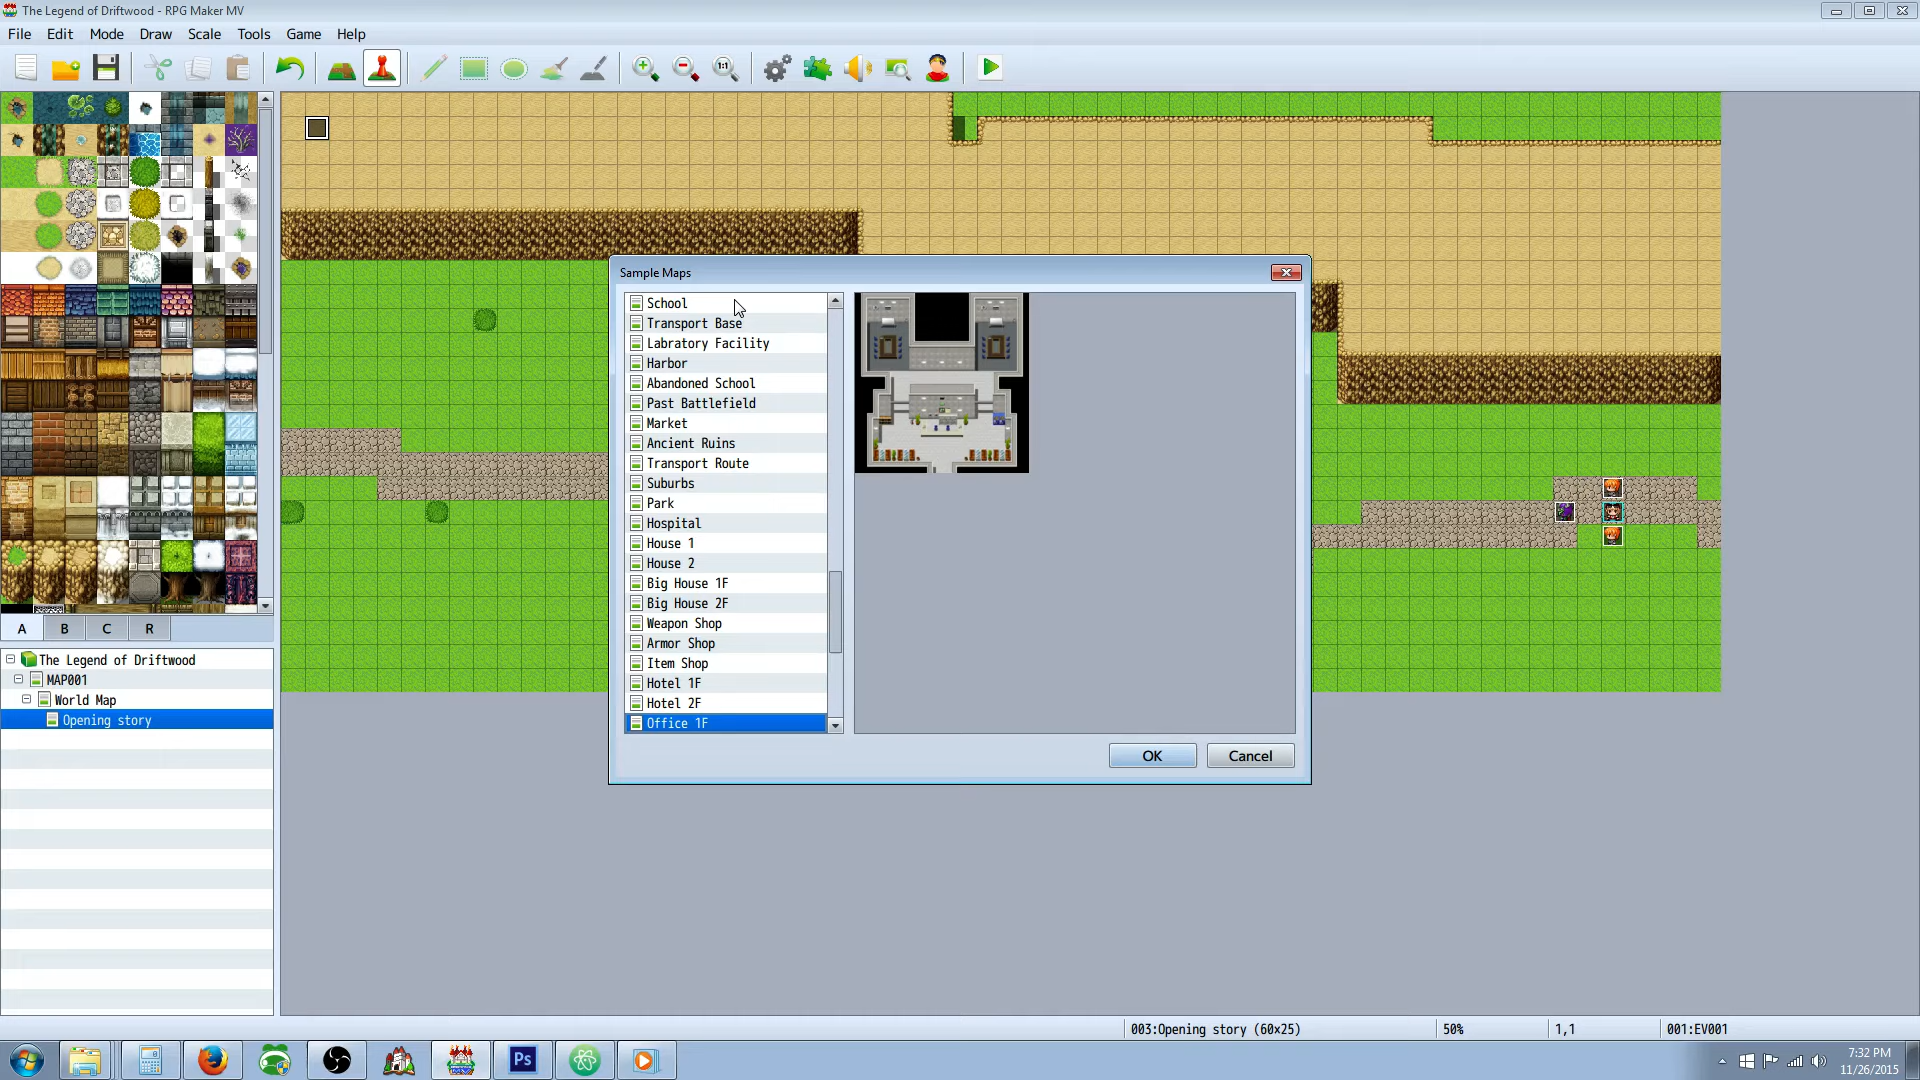 The Legend of Driftwood - RPG Maker MV
File Edit Mode Draw Scale Tools Game Help
1:1
Sample Maps
School
Transport Base
Labratory Facility
Harbor
Abandoned School
Past Battlefield
Market
Ancient Ruins
Transport Route
Suburbs
Park
Hospital
House 1
House 2
Big House 1F
Big House 2F
Weapon Shop
Armor Shop
Item Shop
Hotel 1F
Hotel 2F
Office 1F
OK Cancel
A B C R
The Legend of Driftwood
MAP001
World Map
Opening story
003:Opening story (60x25) 50% 1,1 001:EV001
Ps
7:32 PM
11/26/2015